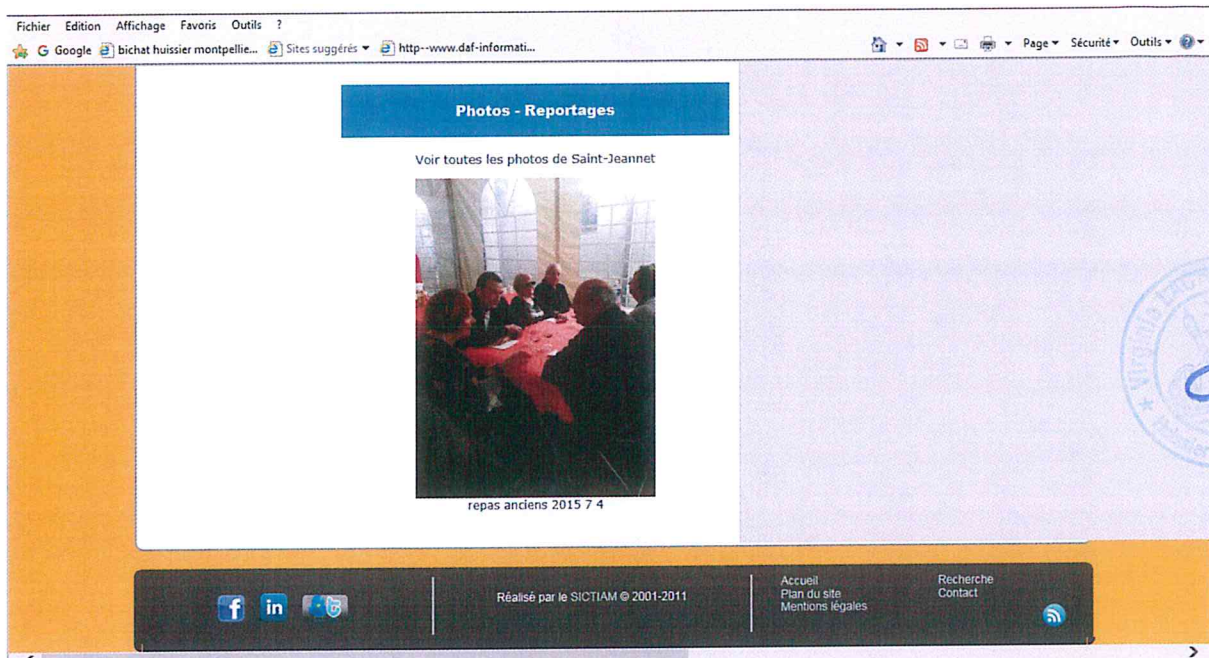 Fichier Edition Affichage Favoris Outils ?
Google bichat huissier montpellie... Sites suggérés http--www.daf-informati... Page Sécurité Outils
Photos - Reportages
Voir toutes les photos de Saint-Jeannet
repas anciens 2015 7 4
Réalisé par le SICTIAM © 2001-2011
Accueil
Plan du site
Mentions légales
Recherche
Contact
Virginia